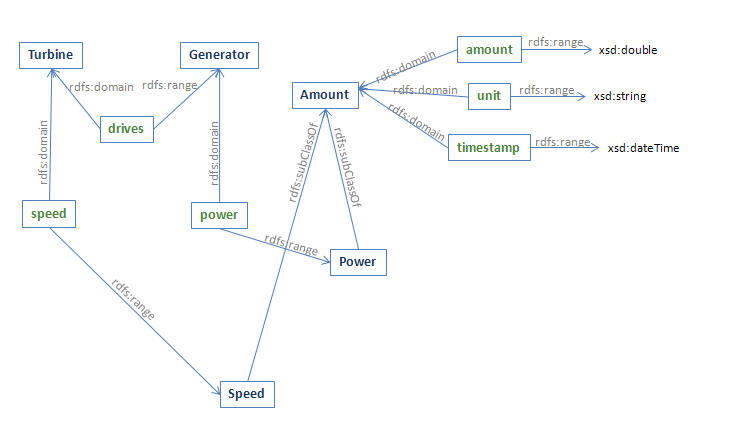 Turbine
Generator
amount
rdfs:range
xsd:double
rdfs:domain
rdfs:range
rdfs:domain
Amount
rdfs:domain
unit
rdfs:range
xsd:string
drives
rdfs:domain
timestamp
rdfs:range
xsd:dateTime
rdfs:domain
rdfs:domain
rdfs:subClassOf
rdfs:subClassOf
speed
power
rdfs:range
Power
rdfs:range
Speed